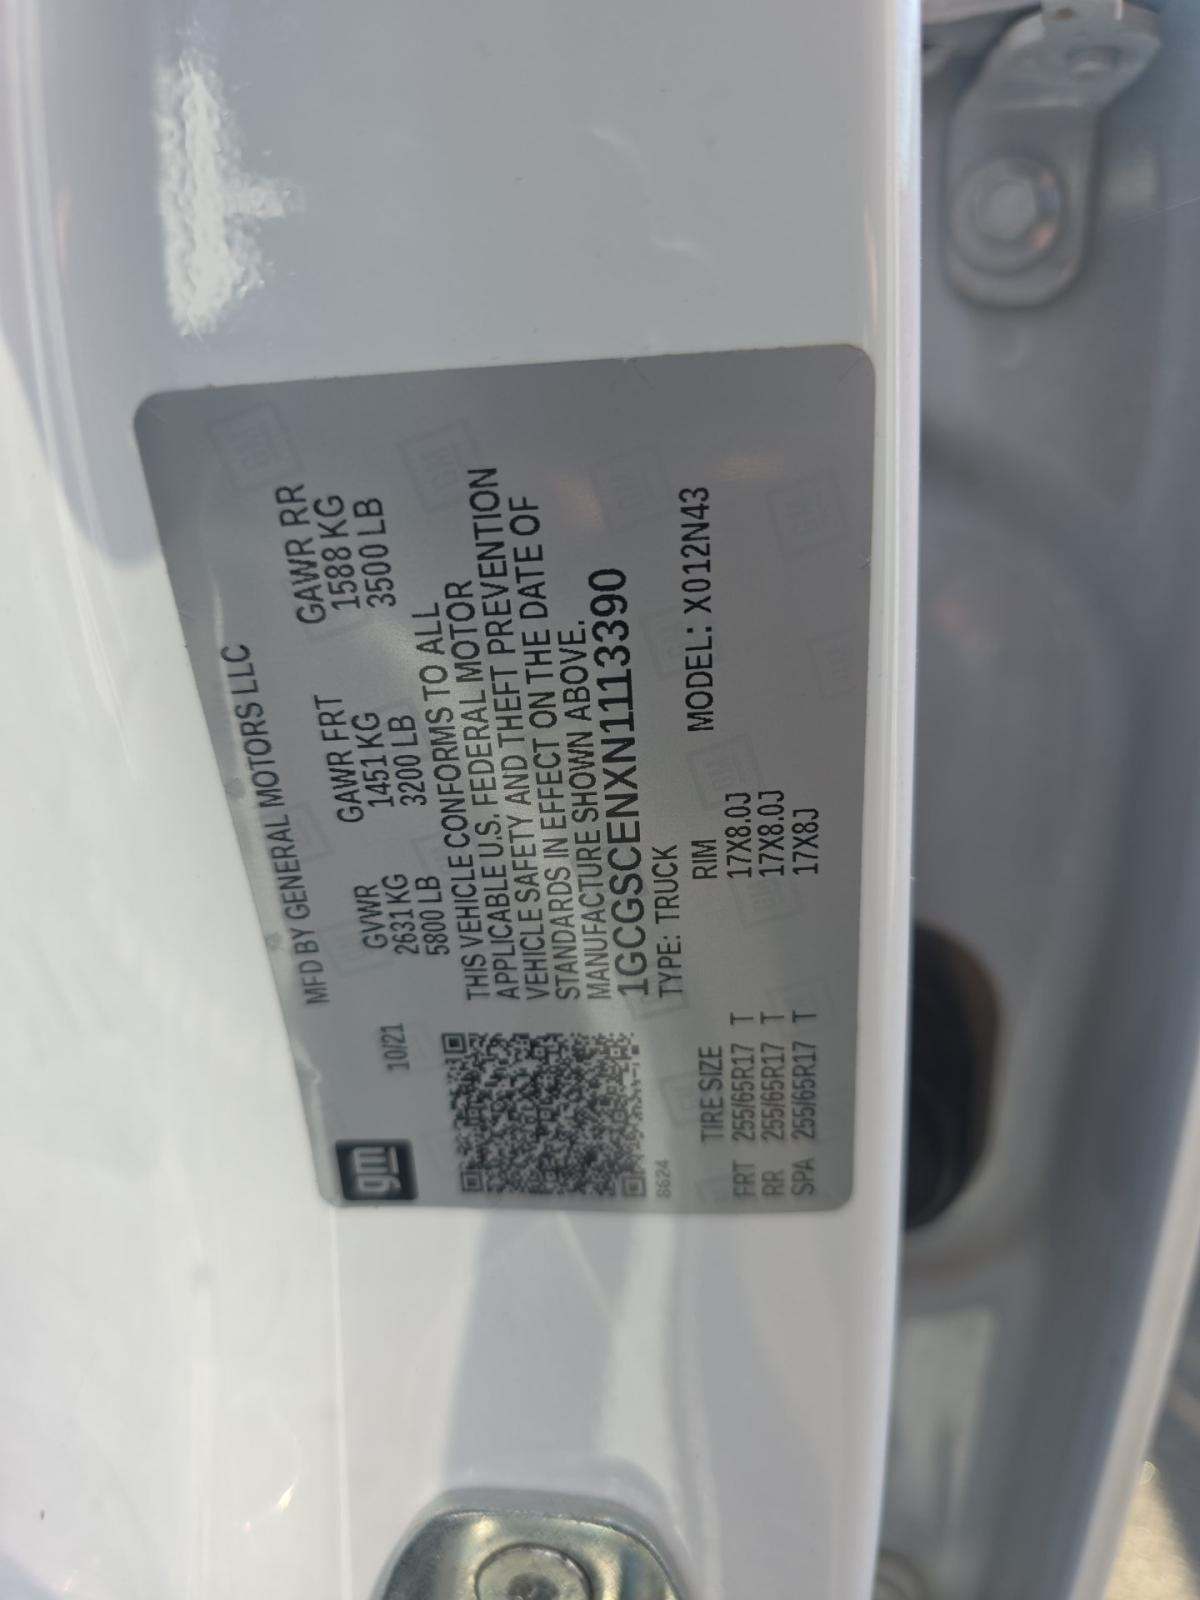 gm
10/21
MFD BY GENERAL MOTORS LLC
GVWR GAWR FRT GAWR RR
2631 KG 1451 KG 1588 KG
5800 LB 3200 LB 3500 LB
THIS VEHICLE CONFORMS TO ALL
APPLICABLE U.S. FEDERAL MOTOR
VEHICLE SAFETY AND THEFT PREVENTION
STANDARDS IN EFFECT ON THE DATE OF
MANUFACTURE SHOWN ABOVE.
1GCGSCENXN1113390
8624
TYPE: TRUCK
MODEL: X012N43
TIRE SIZE RIM
FRT 255/65R17 T 17X8.0J
RR 255/65R17 T 17X8.0J
SPA 255/65R17 T 17X8J